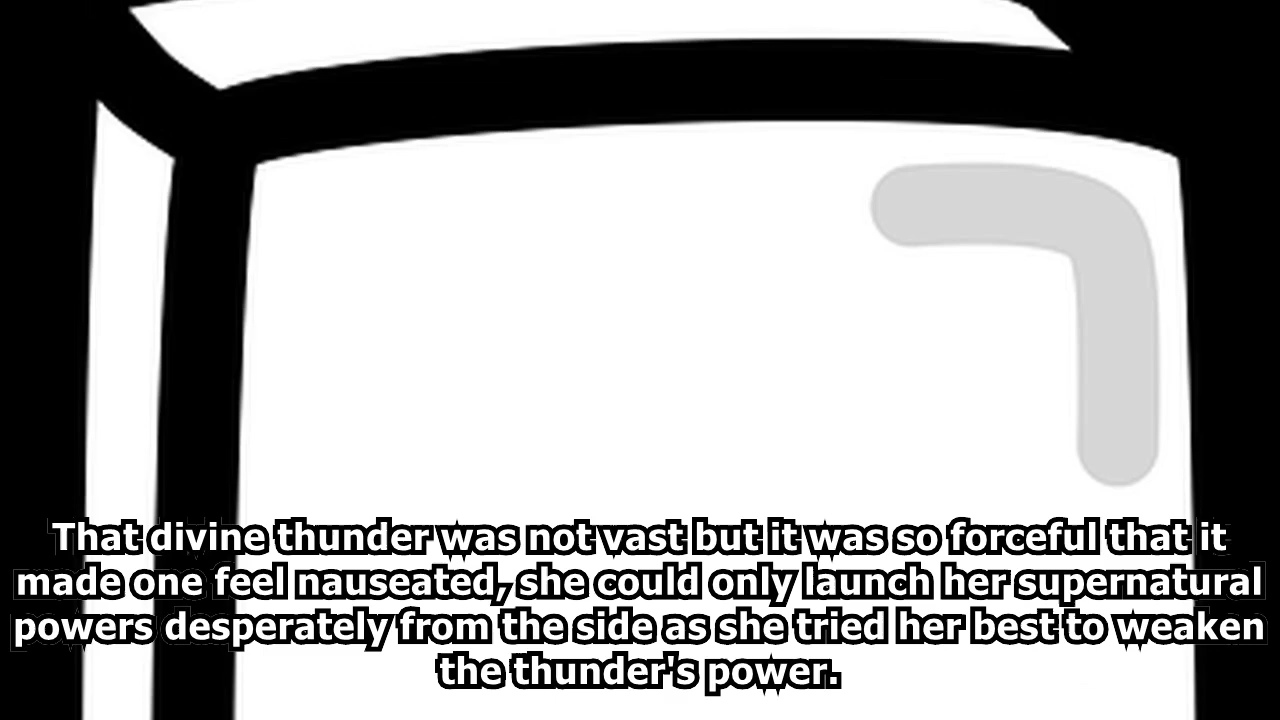 That divine thunder was not vast but it was so forceful that it
made one feel nauseated, she could only launch her supernatural
powers desperately from the side as she tried her best to weaken
the thunder's power.